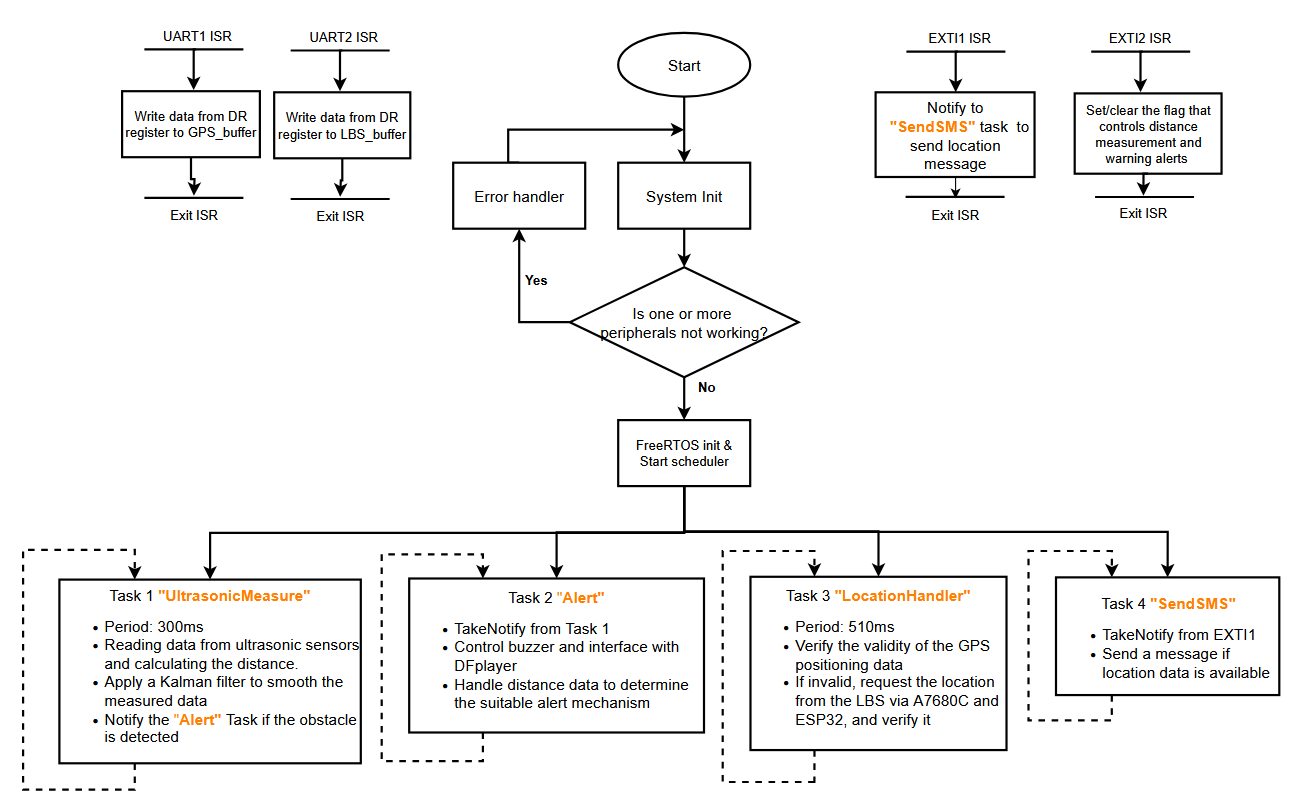 UART1 ISR
Write data from DR
register to GPS_buffer
Exit ISR
UART2 ISR
Write data from DR
register to LBS_buffer
Exit ISR
Start
Error handler
System Init
Yes
Is one or more
peripherals not working?
No
FreeRTOS init &
Start scheduler
EXTI1 ISR
Notify to
"SendSMS" task to
send location
message
Exit ISR
EXTI2 ISR
Set/clear the flag that
controls distance
measurement and
warning alerts
Exit ISR
Task 1 "UltrasonicMeasure"
• Period: 300ms
• Reading data from ultrasonic sensors
and calculating the distance.
• Apply a Kalman filter to smooth the
measured data
• Notify the "Alert" Task if the obstacle
is detected
Task 2 "Alert"
• TakeNotify from Task 1
• Control buzzer and interface with
DFplayer
• Handle distance data to determine
the suitable alert mechanism
Task 3 "LocationHandler"
• Period: 510ms
• Verify the validity of the GPS
positioning data
• If invalid, request the location
from the LBS via A7680C and
ESP32, and verify it
Task 4 "SendSMS"
• TakeNotify from EXTI1
• Send a message if
location data is available